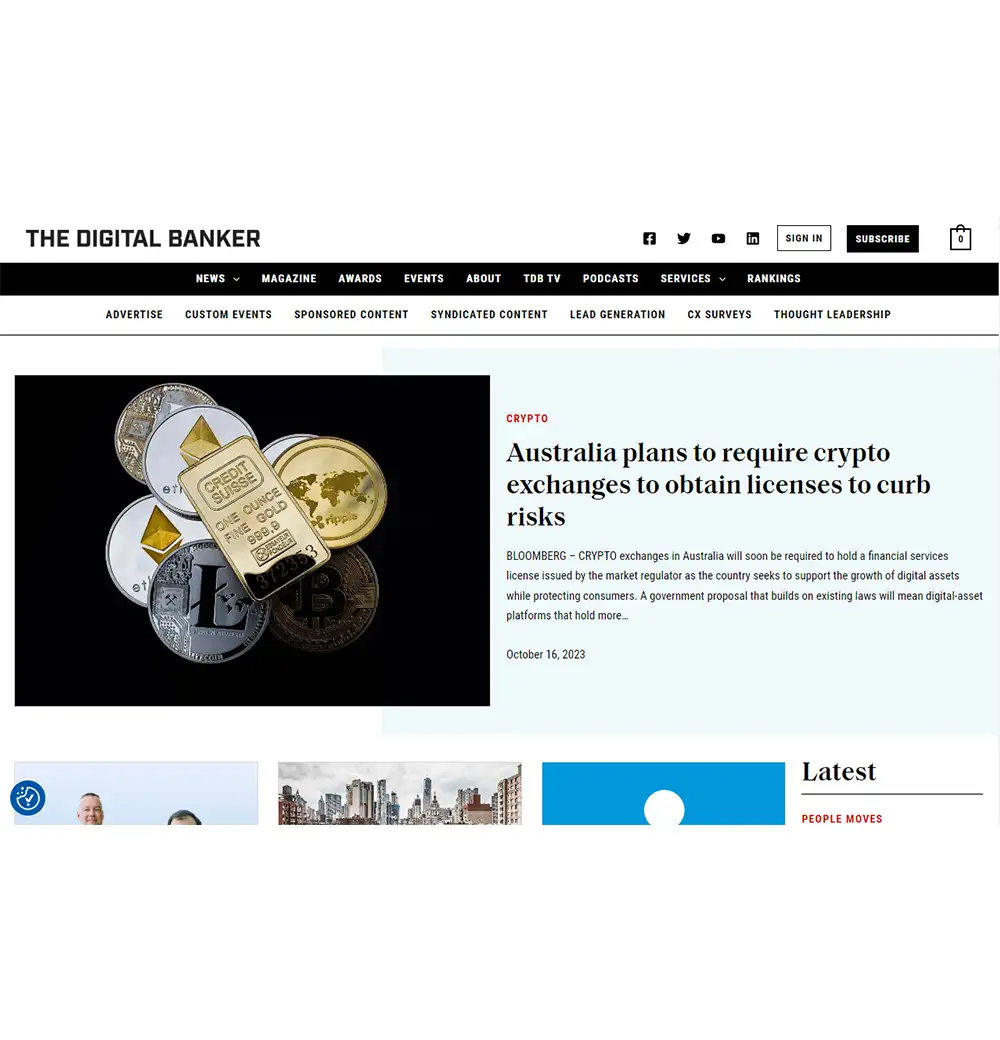 THE DIGITAL BANKER
SIGN IN
SUBSCRIBE
0
NEWS
MAGAZINE
AWARDS
EVENTS
ABOUT
TDB TV
PODCASTS
SERVICES
RANKINGS
ADVERTISE
CUSTOM EVENTS
SPONSORED CONTENT
SYNDICATED CONTENT
LEAD GENERATION
CX SURVEYS
THOUGHT LEADERSHIP
CREDIT
SUISSE
ONE OUNCE
FINE GOLD
999,9
ESSAYEUR
FONDEUR
372353
ripple
LITECOIN
CRYPTO
Australia plans to require crypto
exchanges to obtain licenses to curb
risks
BLOOMBERG – CRYPTO exchanges in Australia will soon be required to hold a financial services
license issued by the market regulator as the country seeks to support the growth of digital assets
while protecting consumers. A government proposal that builds on existing laws will mean digital-asset
platforms that hold more…
October 16, 2023
Latest
PEOPLE MOVES